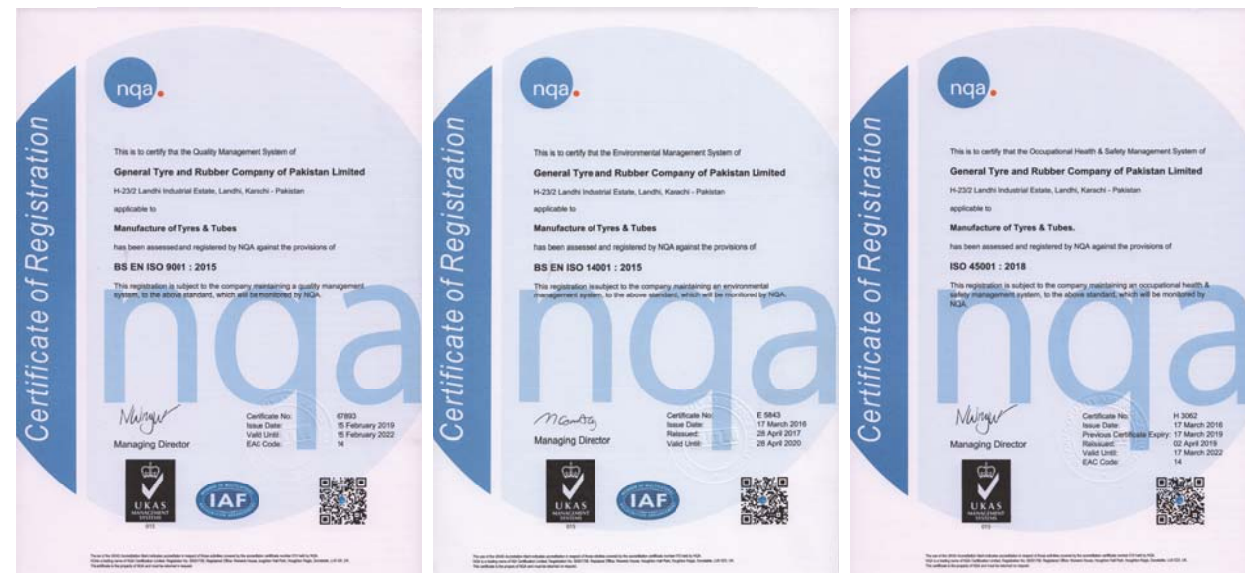 Certificate of Registration
nqa.
This is to certify that the Quality Management System of
General Tyre and Rubber Company of Pakistan Limited
H-23/2 Landhi Industrial Estate, Landhi, Karachi - Pakistan
applicable to
Manufacture of Tyres & Tubes
has been assessed and registered by NQA against the provisions of
BS EN ISO 9001 : 2015
This registration is subject to the company maintaining a quality management
system, to the above standard, which will be monitored by NQA.
nqa
Managing Director
Certificate No: 67893
Issue Date: 15 February 2019
Valid Until: 15 February 2022
EAC Code: 14
UKAS
MANAGEMENT
SYSTEMS
015
IAF
Certificate of Registration
nqa.
This is to certify that the Environmental Management System of
General Tyre and Rubber Company of Pakistan Limited
H-23/2 Landhi Industrial Estate, Landhi, Karachi - Pakistan
applicable to
Manufacture of Tyres & Tubes
has been assessed and registered by NQA against the provisions of
BS EN ISO 14001 : 2015
This registration is subject to the company maintaining an environmental
management system, to the above standard, which will be monitored by NQA.
nqa
Managing Director
Certificate No: E 5843
Issue Date: 17 March 2016
Reissued: 28 April 2017
Valid Until: 28 April 2020
UKAS
MANAGEMENT
SYSTEMS
015
IAF
Certificate of Registration
nqa.
This is to certify that the Occupational Health & Safety Management System of
General Tyre and Rubber Company of Pakistan Limited
H-23/2 Landhi Industrial Estate, Landhi, Karachi - Pakistan
applicable to
Manufacture of Tyres & Tubes.
has been assessed and registered by NQA against the provisions of
ISO 45001 : 2018
This registration is subject to the company maintaining an occupational health &
safety management system, to the above standard, which will be monitored by
NQA.
nqa
Managing Director
Certificate No: H 3062
Issue Date: 17 March 2016
Previous Certificate Expiry: 17 March 2019
Reissued: 02 April 2019
Valid Until: 17 March 2022
EAC Code: 14
UKAS
MANAGEMENT
SYSTEMS
015